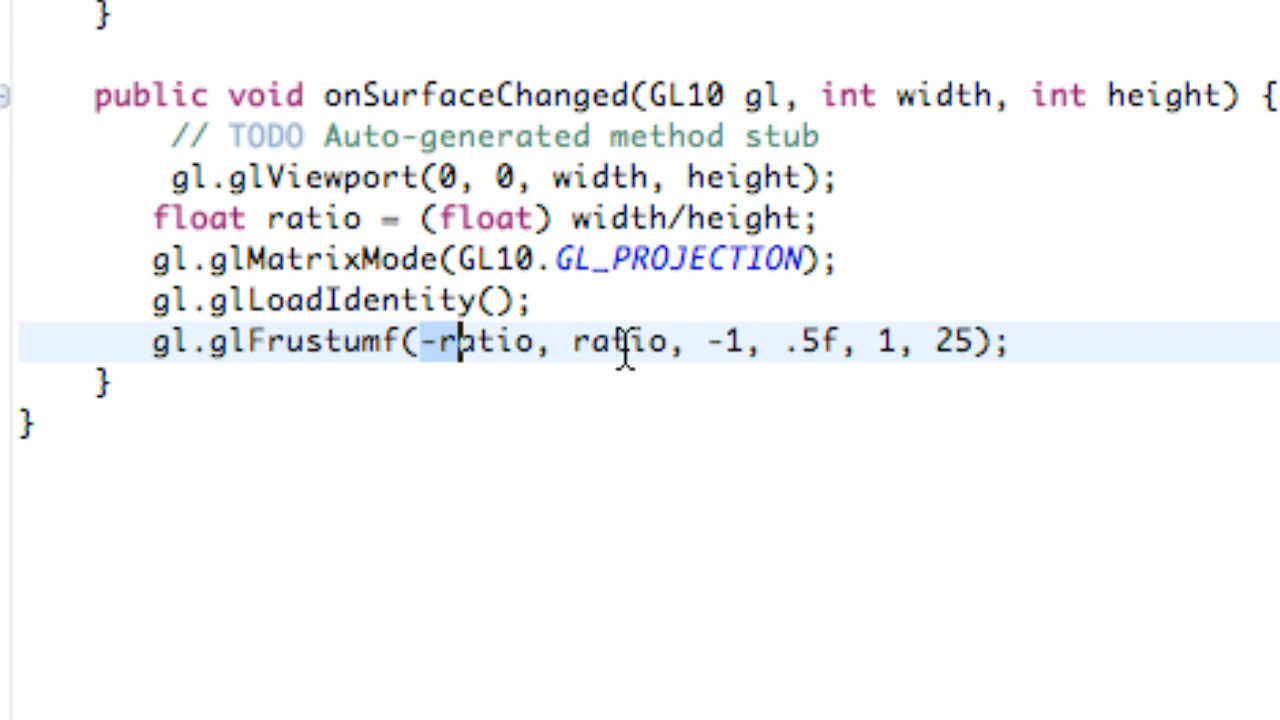 }
public void onSurfaceChanged(GL10 gl, int width, int height) {
// TODO Auto-generated method stub
gl.glViewport(0, 0, width, height);
float ratio = (float) width/height;
gl.glMatrixMode(GL10.GL_PROJECTION);
gl.glLoadIdentity();
gl.glFrustumf(-ratio, ratio, -1, .5f, 1, 25);
}
}